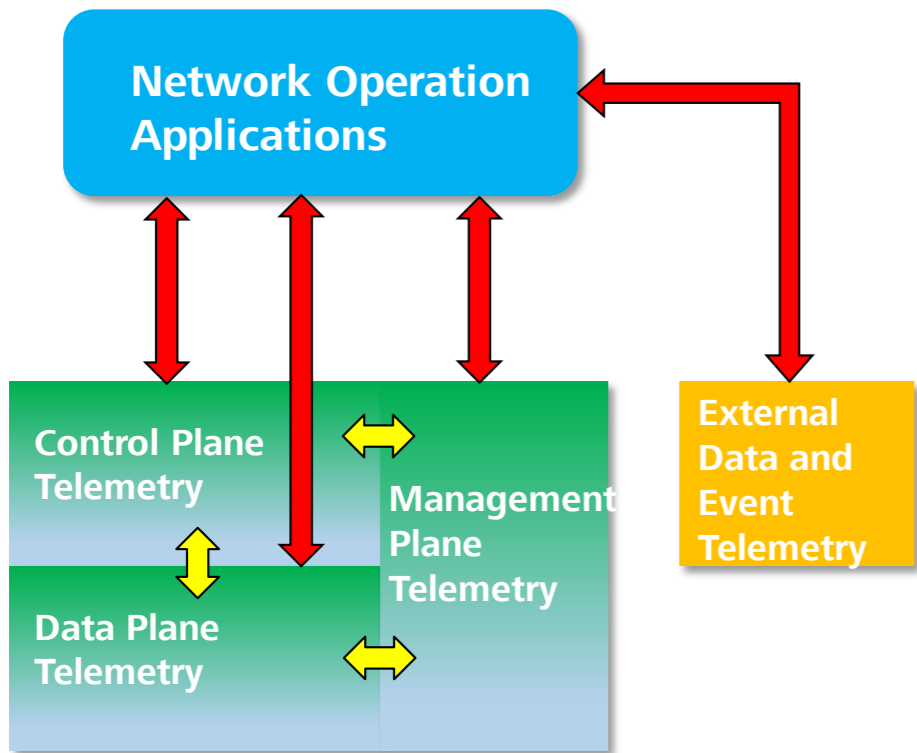 Network Operation
Applications
Control Plane
Telemetry
Management
Plane
Telemetry
Data Plane
Telemetry
External
Data and
Event
Telemetry